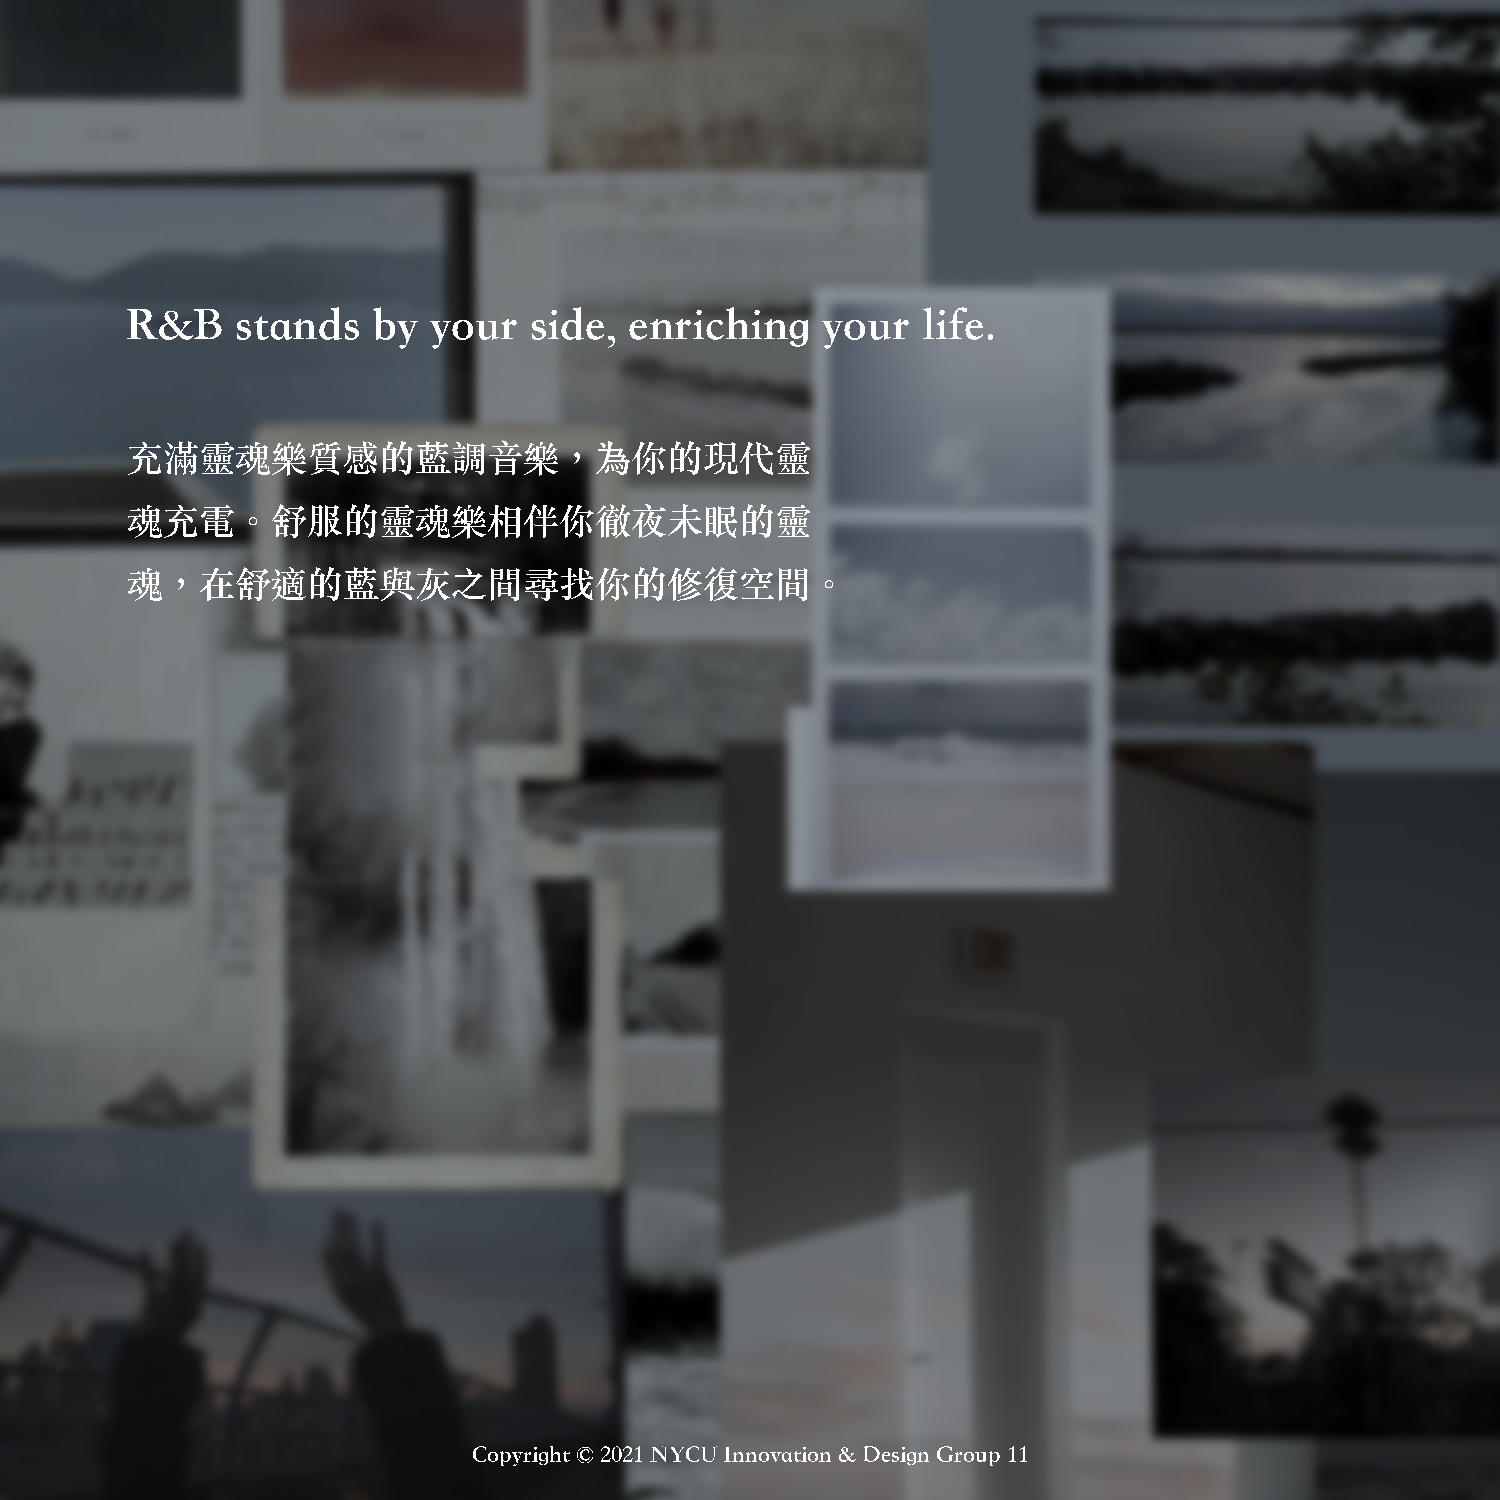 R&B stands by your side, enriching your life.
充滿靈魂樂質感的藍調音樂，為你的現代靈
魂充電。舒服的靈魂樂相伴你徹夜未眠的靈
魂，在舒適的藍與灰之間尋找你的修復空間。
Copyright © 2021 NYCU Innovation & Design Group 11